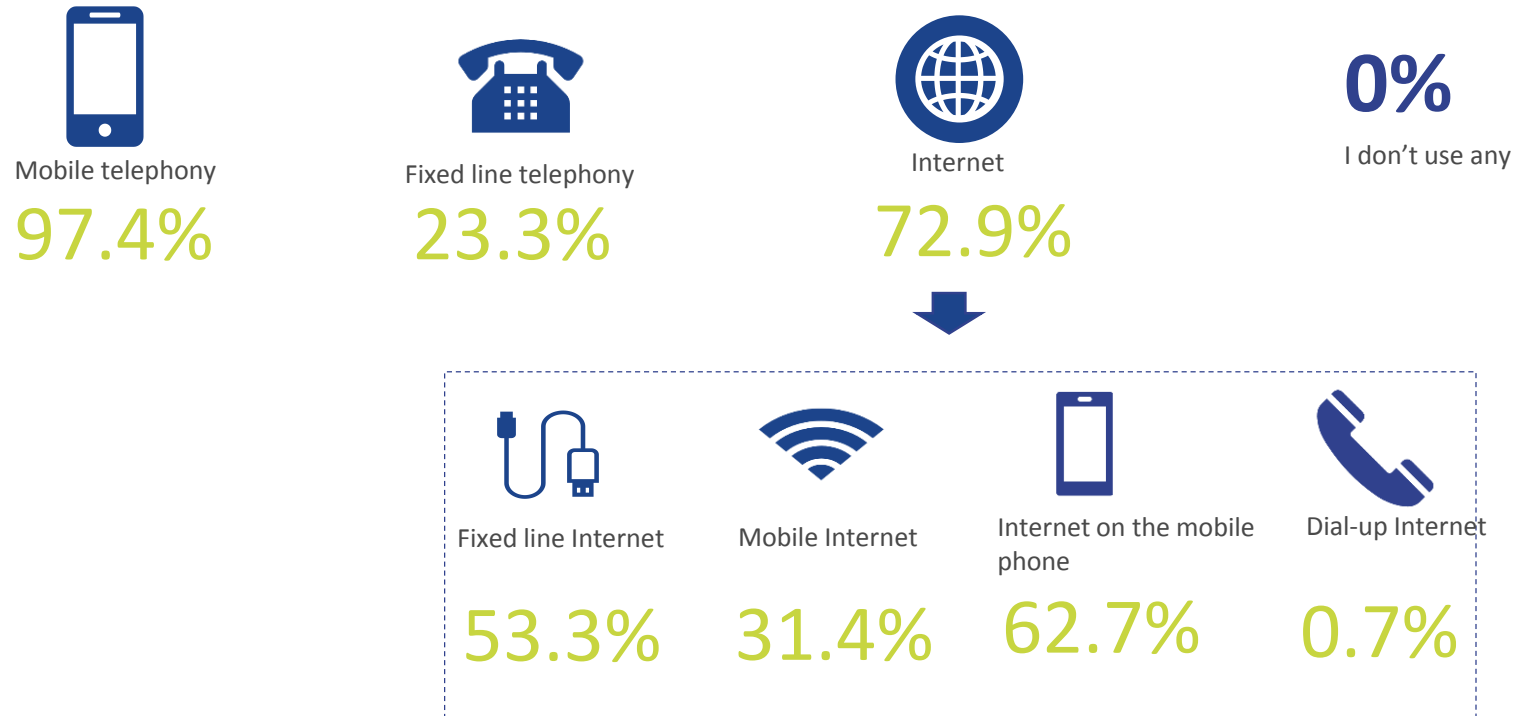 Mobile telephony
97.4%
Fixed line telephony
23.3%
Internet
72.9%
0%
I don’t use any
Fixed line Internet
53.3%
Mobile Internet
31.4%
Internet on the mobile
phone
62.7%
Dial-up Internet
0.7%